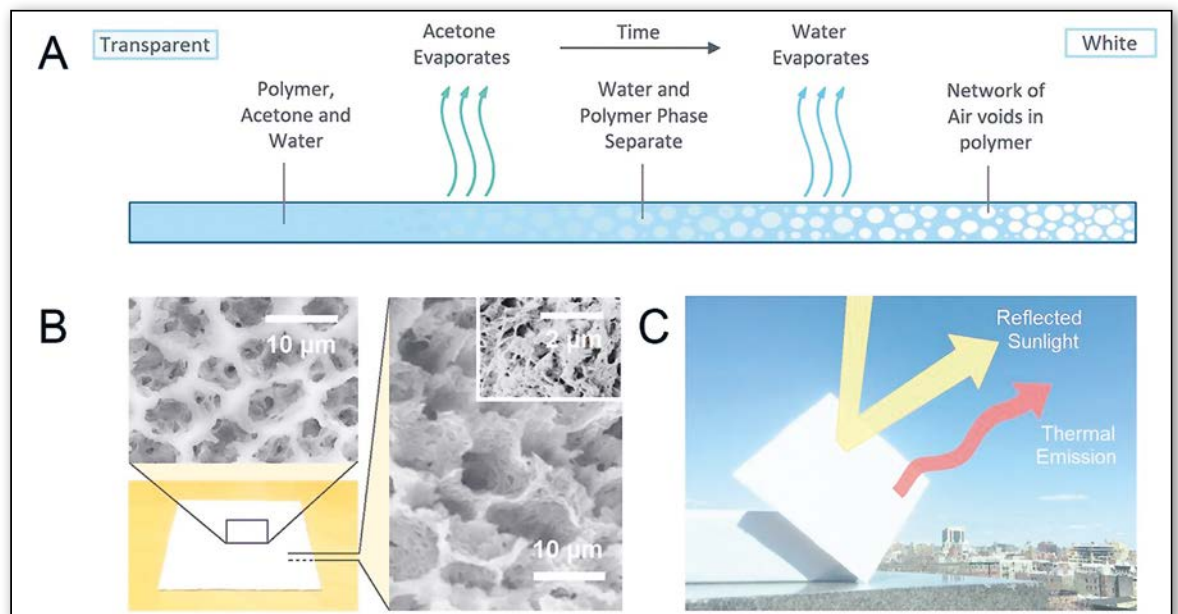 A
Transparent
Acetone
Evaporates
Time
Water
Evaporates
White
Polymer,
Acetone and
Water
Water and
Polymer Phase
Separate
Network of
Air voids in
polymer
B
10 µm
2 µm
10 µm
C
Reflected
Sunlight
Thermal
Emission